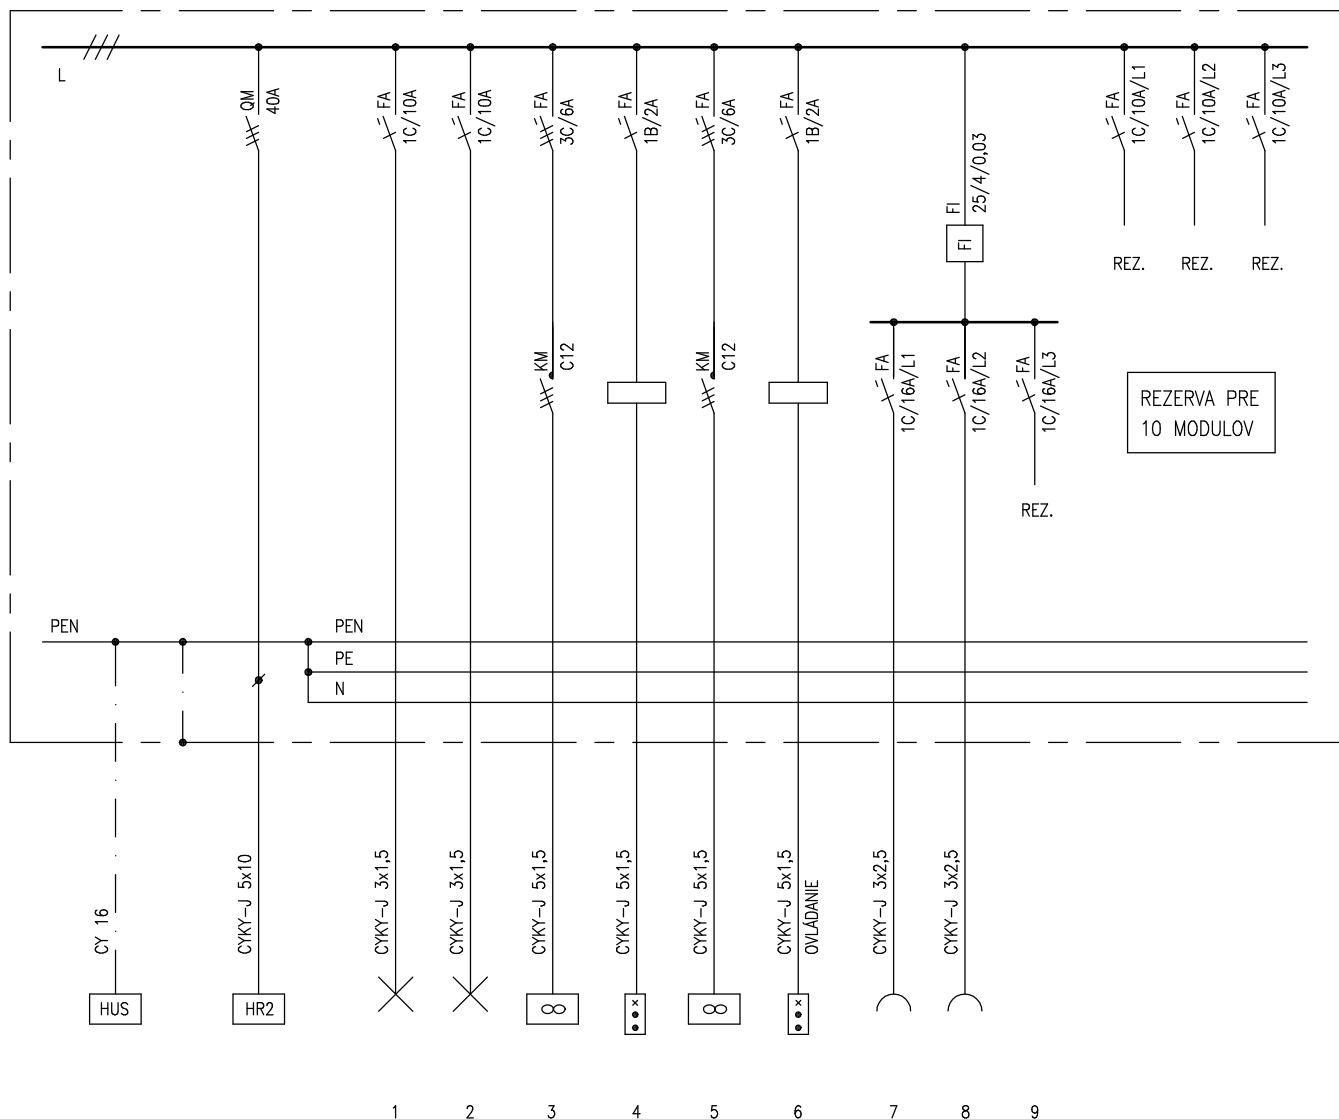 L
QM
40A
FA
1C/10A
FA
1C/10A
FA
3C/6A
FA
1B/2A
FA
3C/6A
FA
1B/2A
FI
25/4/0,03
FI
FA
1C/10A/L1
FA
1C/10A/L2
FA
1C/10A/L3
REZ.
REZ.
REZ.
KM
C12
KM
C12
FA
1C/16A/L1
FA
1C/16A/L2
FA
1C/16A/L3
REZ.
REZERVA PRE
10 MODULOV
PEN
PEN
PE
N
CY 16
CYKY-J 5x10
CYKY-J 3x1,5
CYKY-J 3x1,5
CYKY-J 5x1,5
CYKY-J 5x1,5
CYKY-J 5x1,5
CYKY-J 5x1,5
OVLÁDANIE
CYKY-J 3x2,5
CYKY-J 3x2,5
HUS
HR2
1 2 3 4 5 6 7 8 9